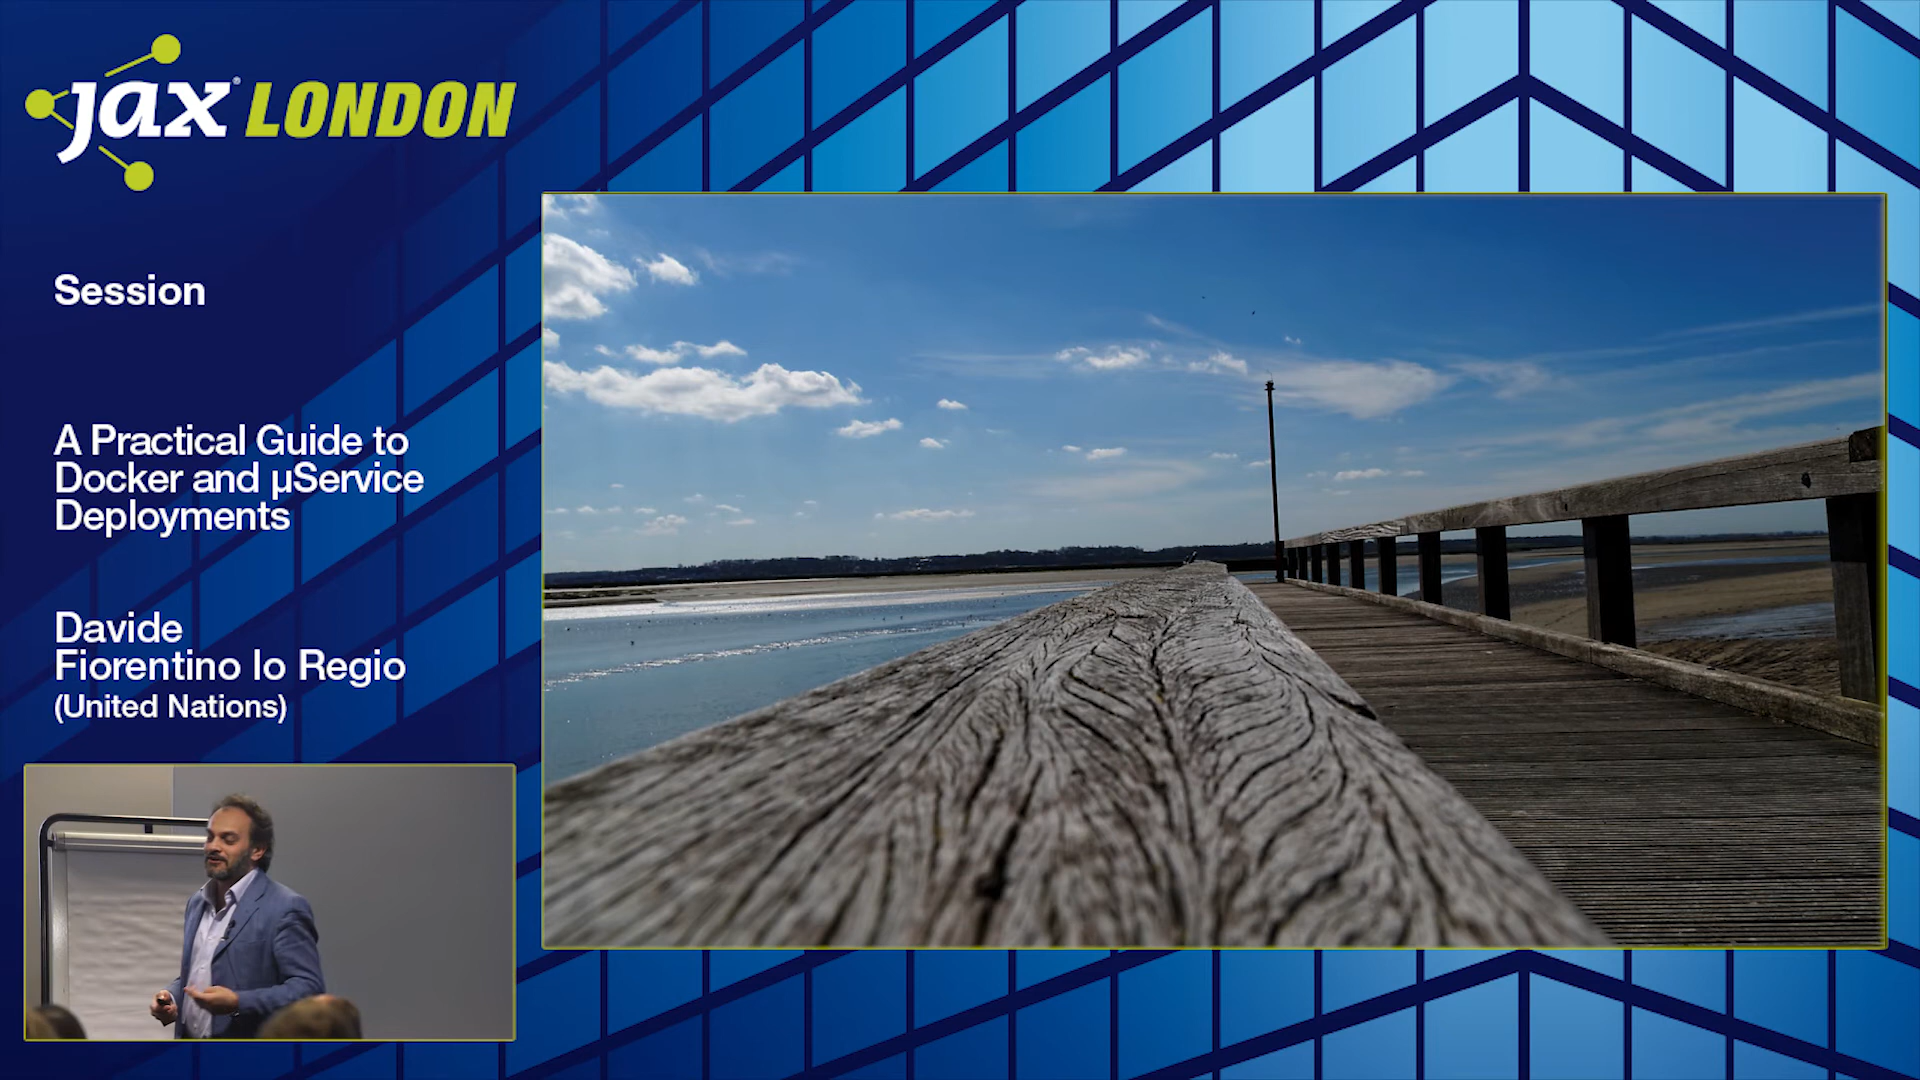 jax® LONDON
Session
A Practical Guide to
Docker and µService
Deployments
Davide
Fiorentino lo Regio
(United Nations)